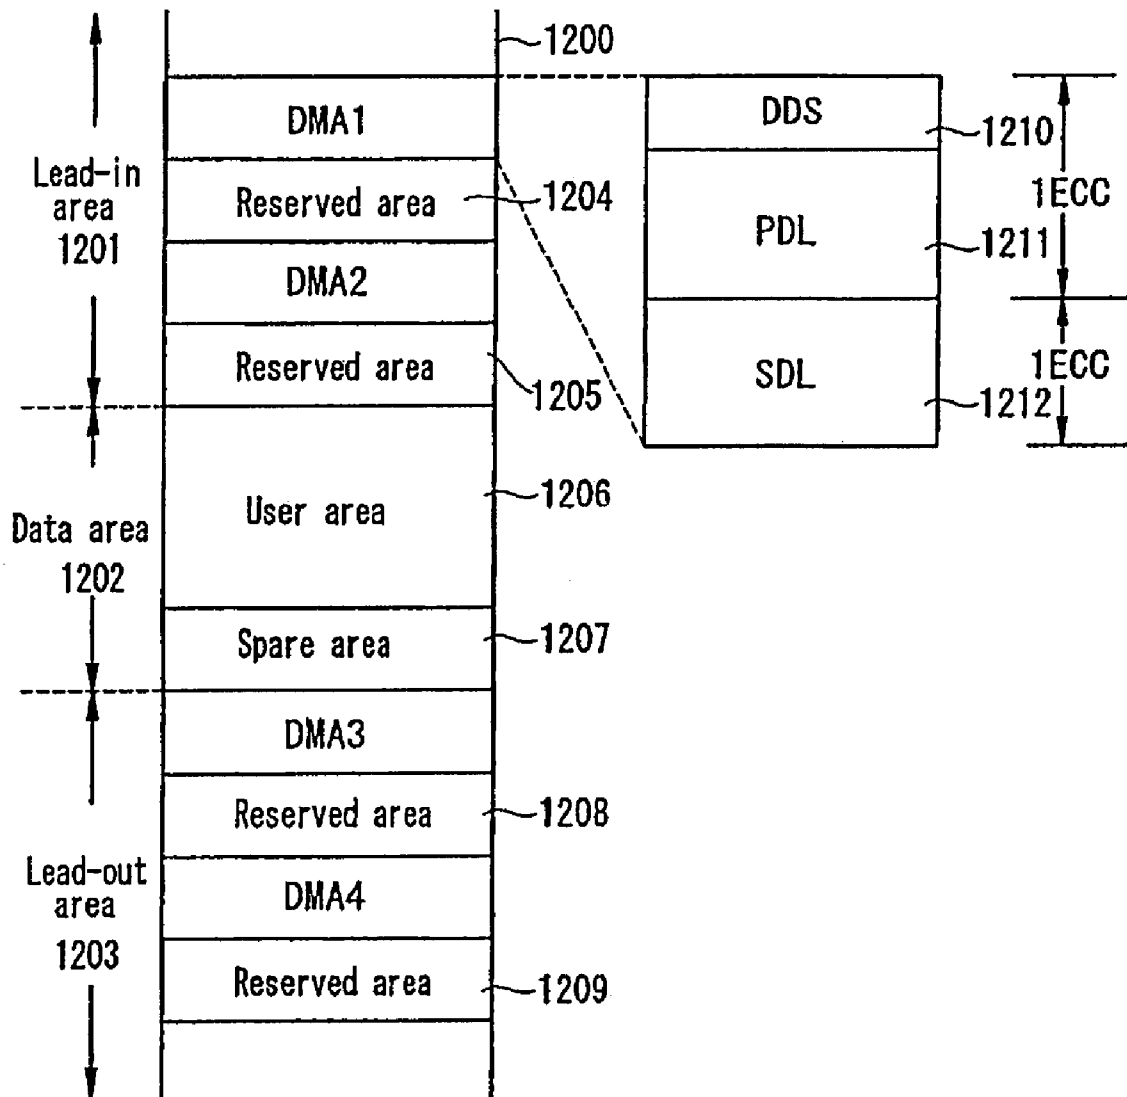 1200
DMA1
DDS
1210
Lead-in
area
1201
Reserved area
1204
1ECC
PDL
1211
DMA2
Reserved area
1205
SDL
1ECC
1212
User area
1206
Data area
1202
Spare area
1207
DMA3
Reserved area
1208
Lead-out
area
1203
DMA4
Reserved area
1209